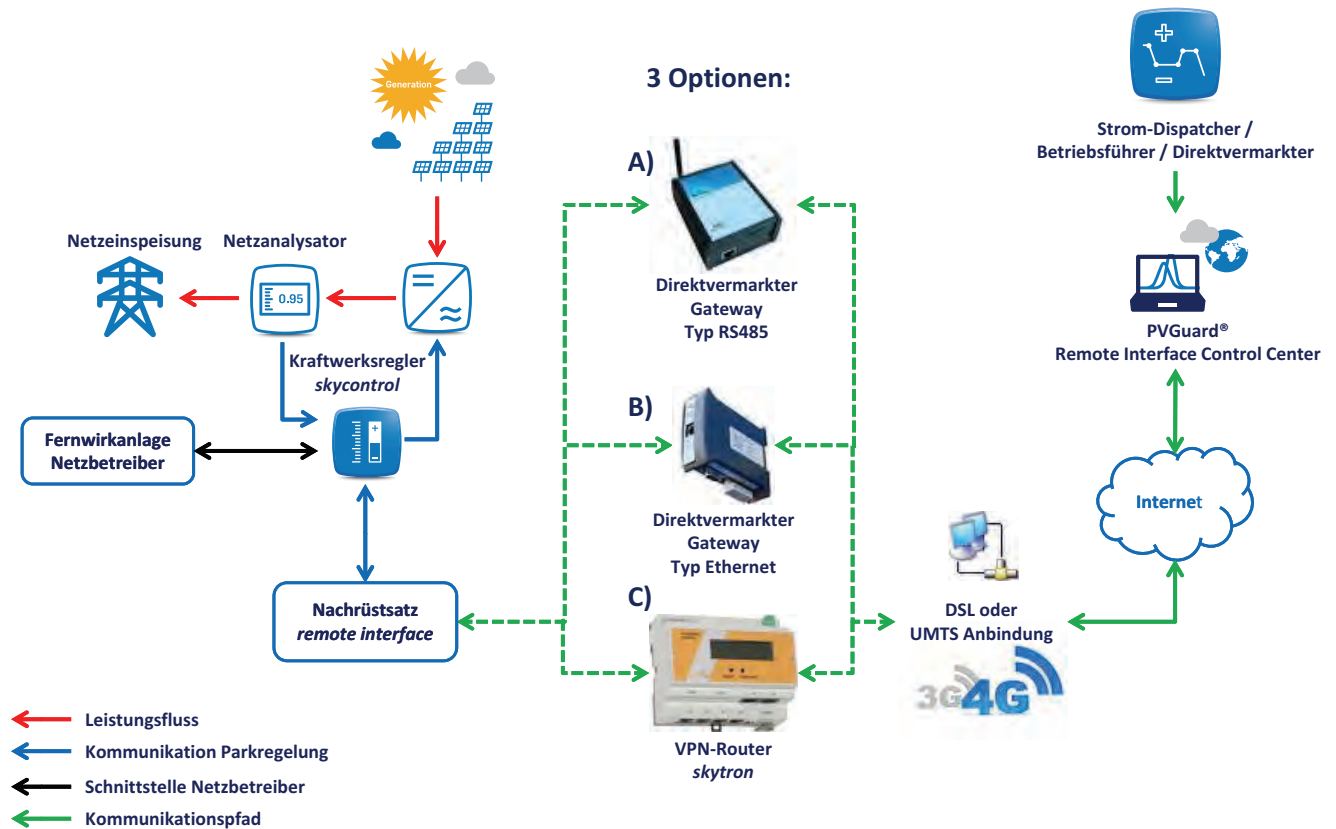 3 Optionen:
Generation
Strom-Dispatcher /
Betriebsführer / Direktvermarkter
A)
Netzeinspeisung
Netzanalysator
0.95
Direktvermarkter
Gateway
Typ RS485
PVGuard®
Remote Interface Control Center
Kraftwerksregler
skycontrol
Fernwirkanlage
Netzbetreiber
B)
Direktvermarkter
Gateway
Typ Ethernet
Internet
Nachrüstsatz
remote interface
C)
DSL oder
UMTS Anbindung
3G4G
VPN-Router
skytron
Leistungsfluss
Kommunikation Parkregelung
Schnittstelle Netzbetreiber
Kommunikationspfad